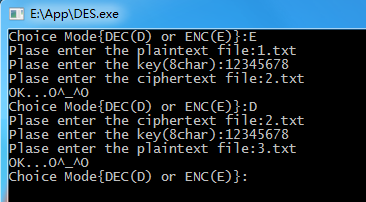 E:\App\DES.exe
Choice Mode{DEC(D) or ENC(E)}:E
Plase enter the plaintext file:1.txt
Plase enter the key(8char):12345678
Plase enter the ciphertext file:2.txt
OK...O^_^O
Choice Mode{DEC(D) or ENC(E)}:D
Plase enter the ciphertext file:2.txt
Plase enter the key(8char):12345678
Plase enter the plaintext file:3.txt
OK...O^_^O
Choice Mode{DEC(D) or ENC(E)}: